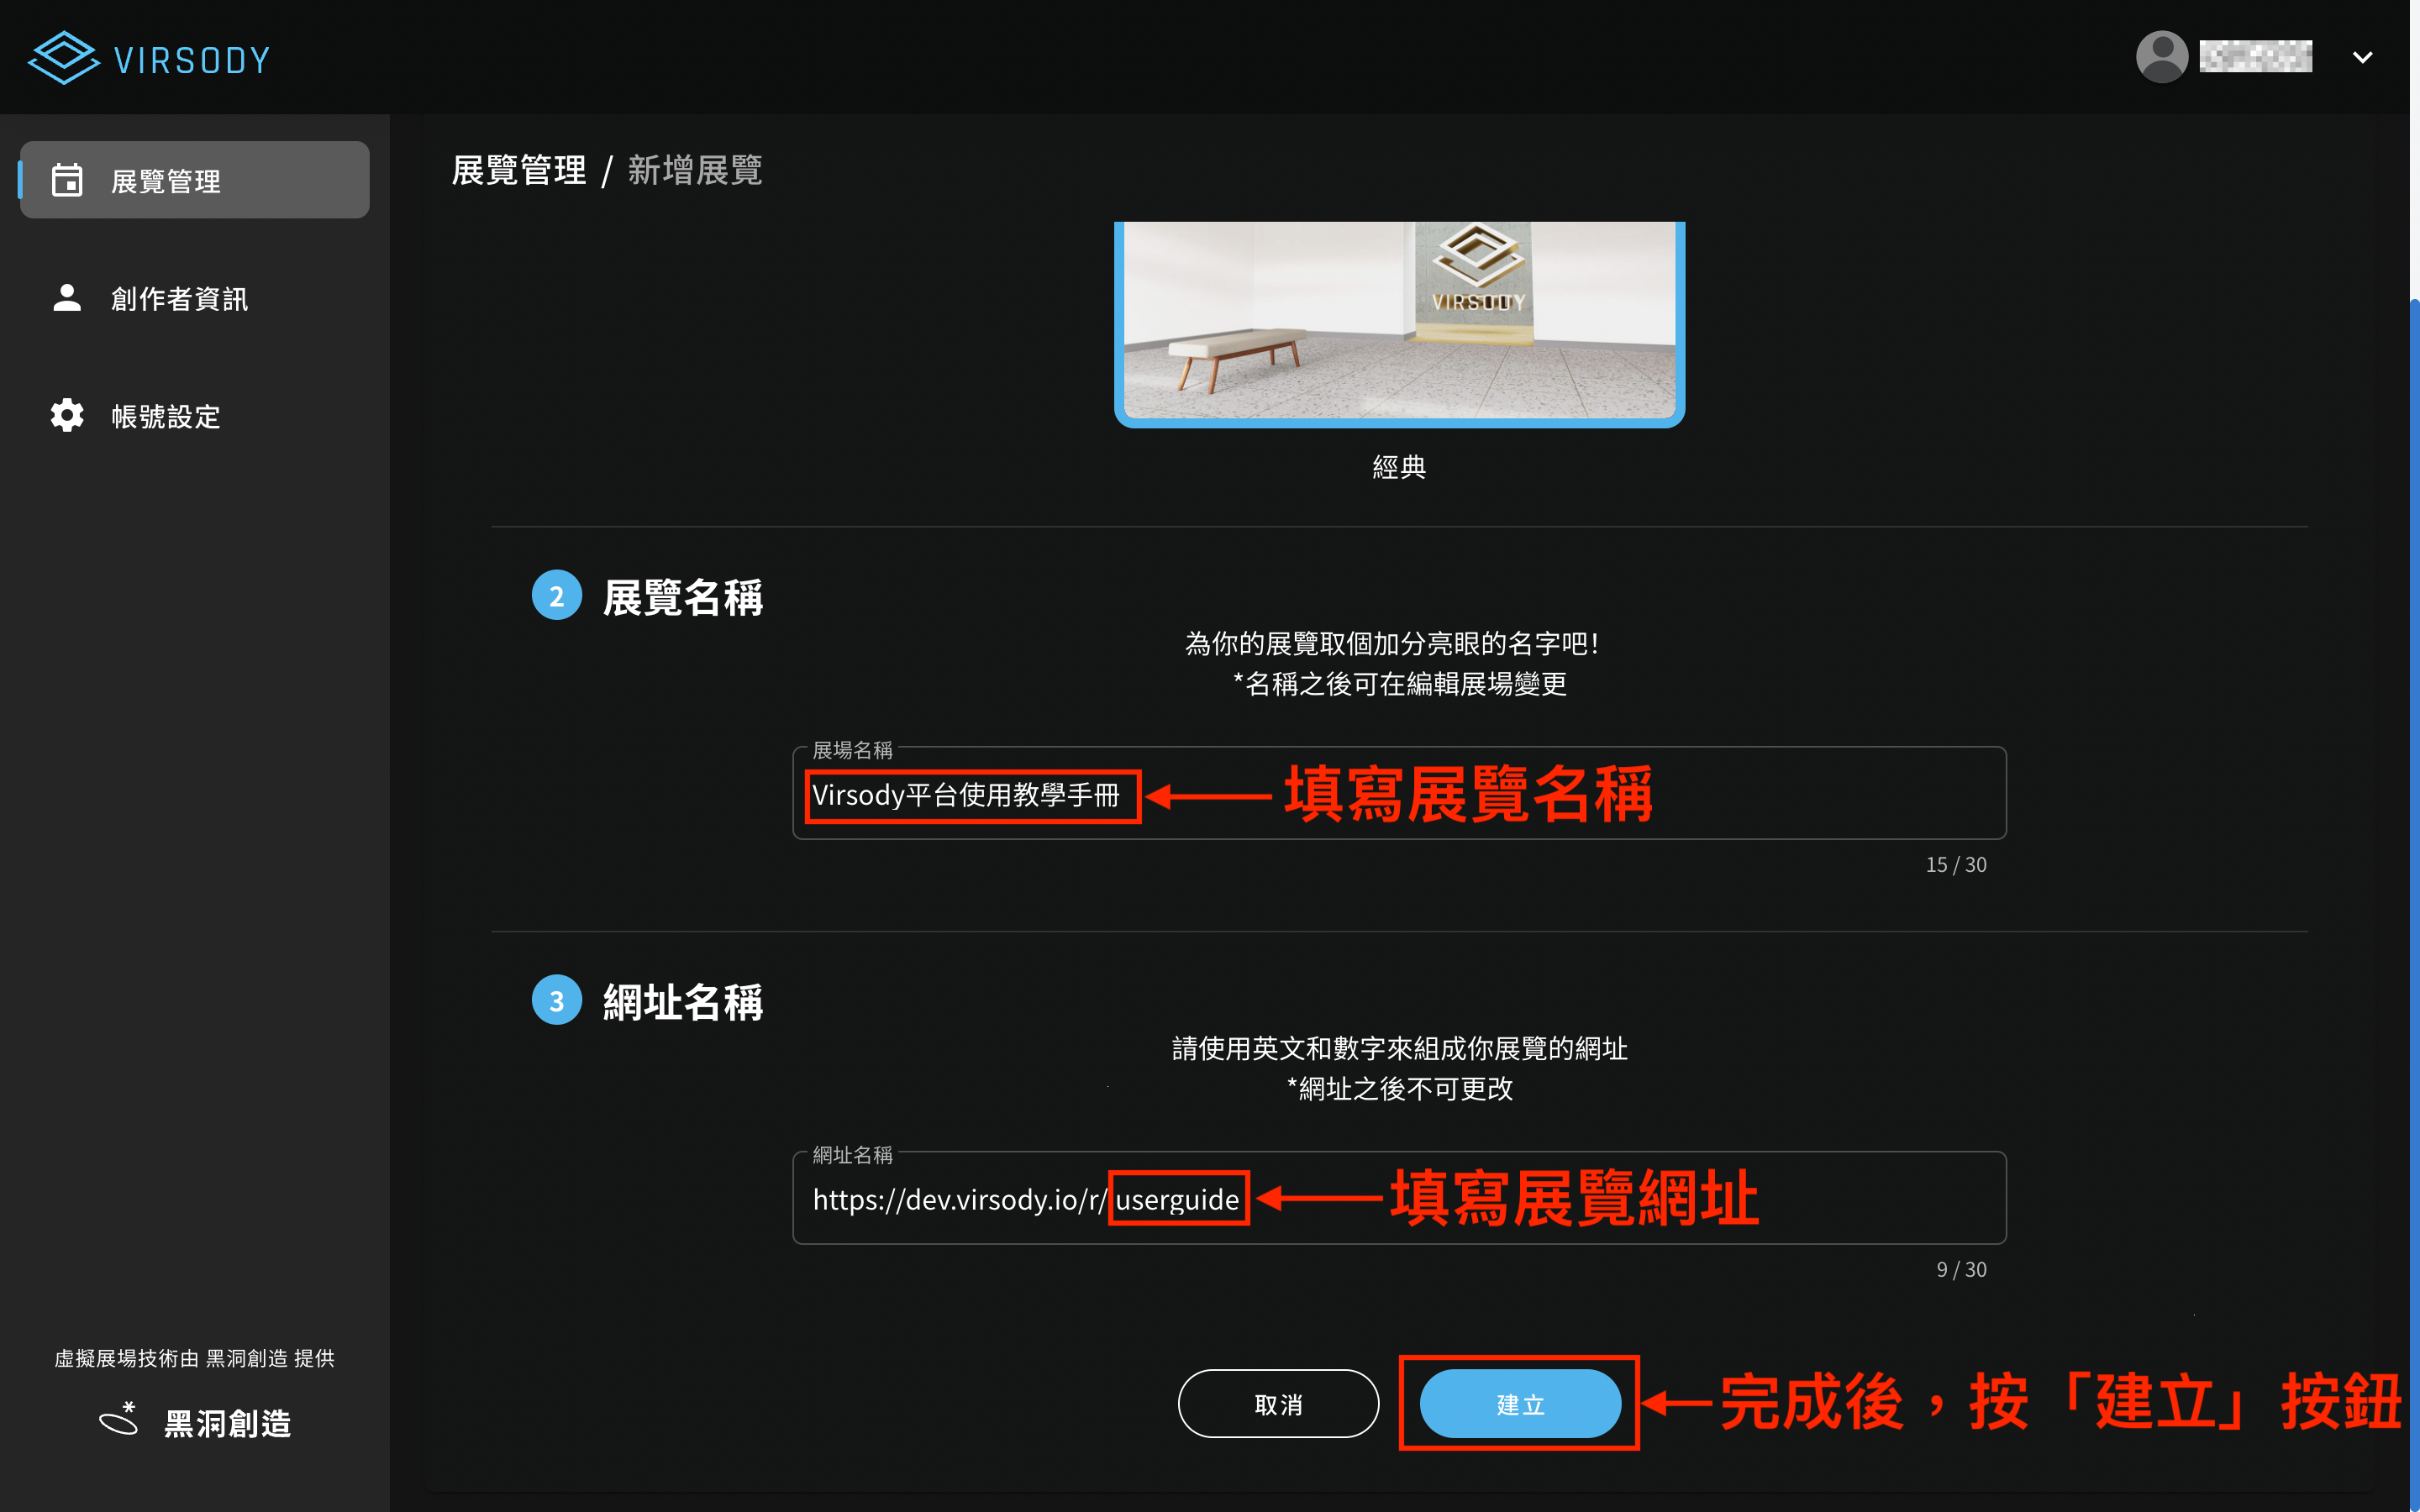 VIRSODY
展覽管理
創作者資訊
帳號設定
虛擬展場技術由 黑洞創造 提供
黑洞創造
展覽管理 / 新增展覽
VIRSODY
經典
2 展覽名稱
為你的展覽取個加分亮眼的名字吧!
*名稱之後可在編輯展場變更
展場名稱
Virsody平台使用教學手冊 填寫展覽名稱
15 / 30
3 網址名稱
請使用英文和數字來組成你展覽的網址
*網址之後不可更改
網址名稱
https://dev.virsody.io/r/ userguide 填寫展覽網址
9 / 30
取消 建立 完成後，按「建立」按鈕